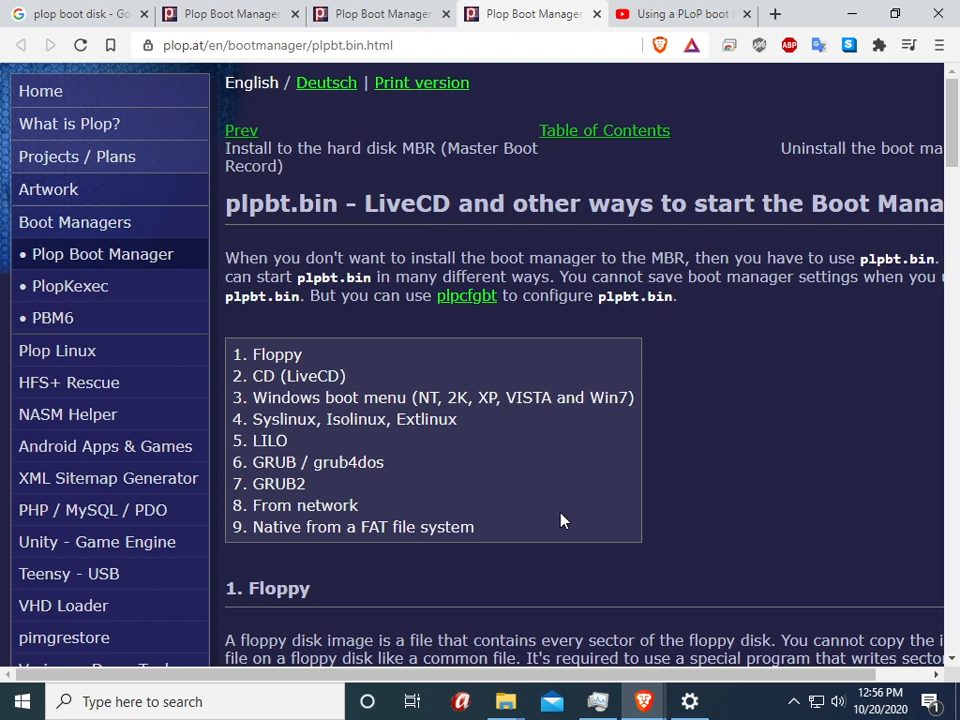 plop boot disk - Go
Plop Boot Manager
Plop Boot Manager
Plop Boot Manager
Using a PLoP boot
plop.at/en/bootmanager/plpbt.bin.html
ABP
ABP
English / Deutsch | Print version
Prev
Table of Contents
Install to the hard disk MBR (Master Boot
Record)
Uninstall the boot ma
plpbt.bin - LiveCD and other ways to start the Boot Mana
When you don't want to install the boot manager to the MBR, then you have to use plpbt.bin.
can start plpbt.bin in many different ways. You cannot save boot manager settings when you
plpbt.bin. But you can use plpcfgbt to configure plpbt.bin.
1. Floppy
2. CD (LiveCD)
3. Windows boot menu (NT, 2K, XP, VISTA and Win7)
4. Syslinux, Isolinux, Extlinux
5. LILO
6. GRUB / grub4dos
7. GRUB2
8. From network
9. Native from a FAT file system
1. Floppy
A floppy disk image is a file that contains every sector of the floppy disk. You cannot copy the i
file on a floppy disk like a common file. It's required to use a special program that writes secto
Home
What is Plop?
Projects / Plans
Artwork
Boot Managers
• Plop Boot Manager
• PlopKexec
• PBM6
Plop Linux
HFS+ Rescue
NASM Helper
Android Apps & Games
XML Sitemap Generator
PHP / MySQL / PDO
Unity - Game Engine
Teensy - USB
VHD Loader
pimgrestore
Type here to search
12:56 PM
10/20/2020
1